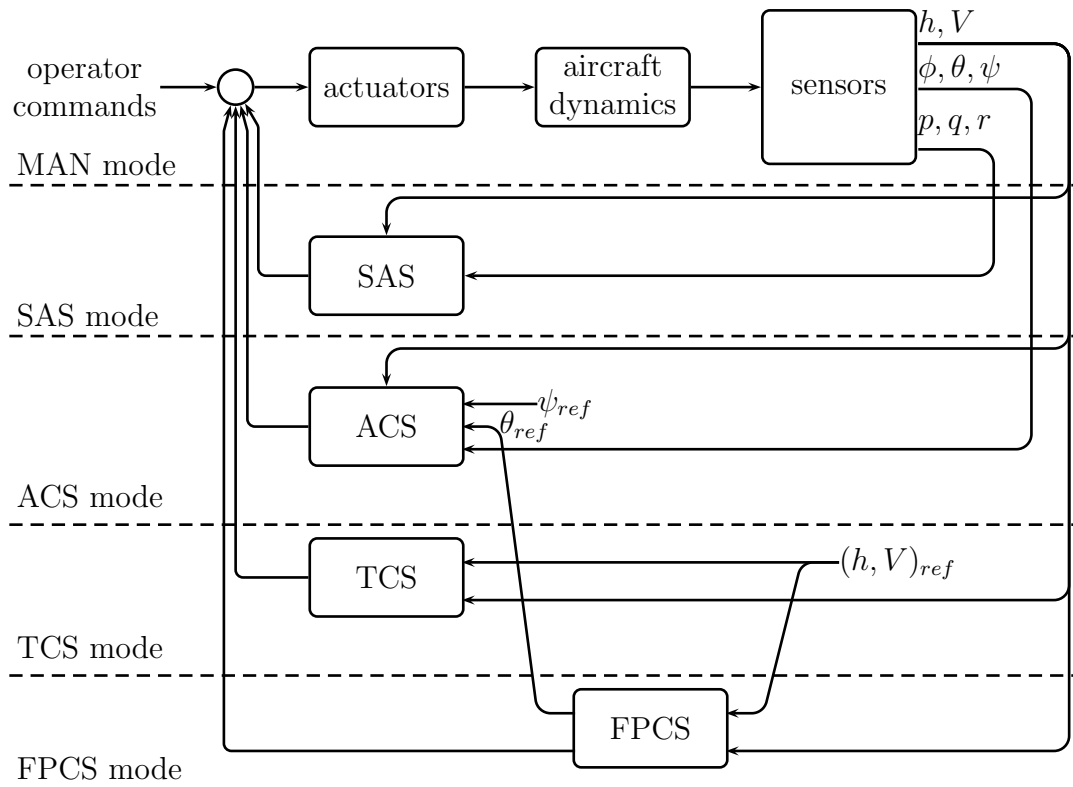 operator
commands
actuators
aircraft
dynamics
sensors
h, V
ϕ, θ, ψ
p, q, r
MAN mode
SAS
SAS mode
ACS
ψ_ref
θ_ref
ACS mode
TCS
(h, V)_ref
TCS mode
FPCS
FPCS mode